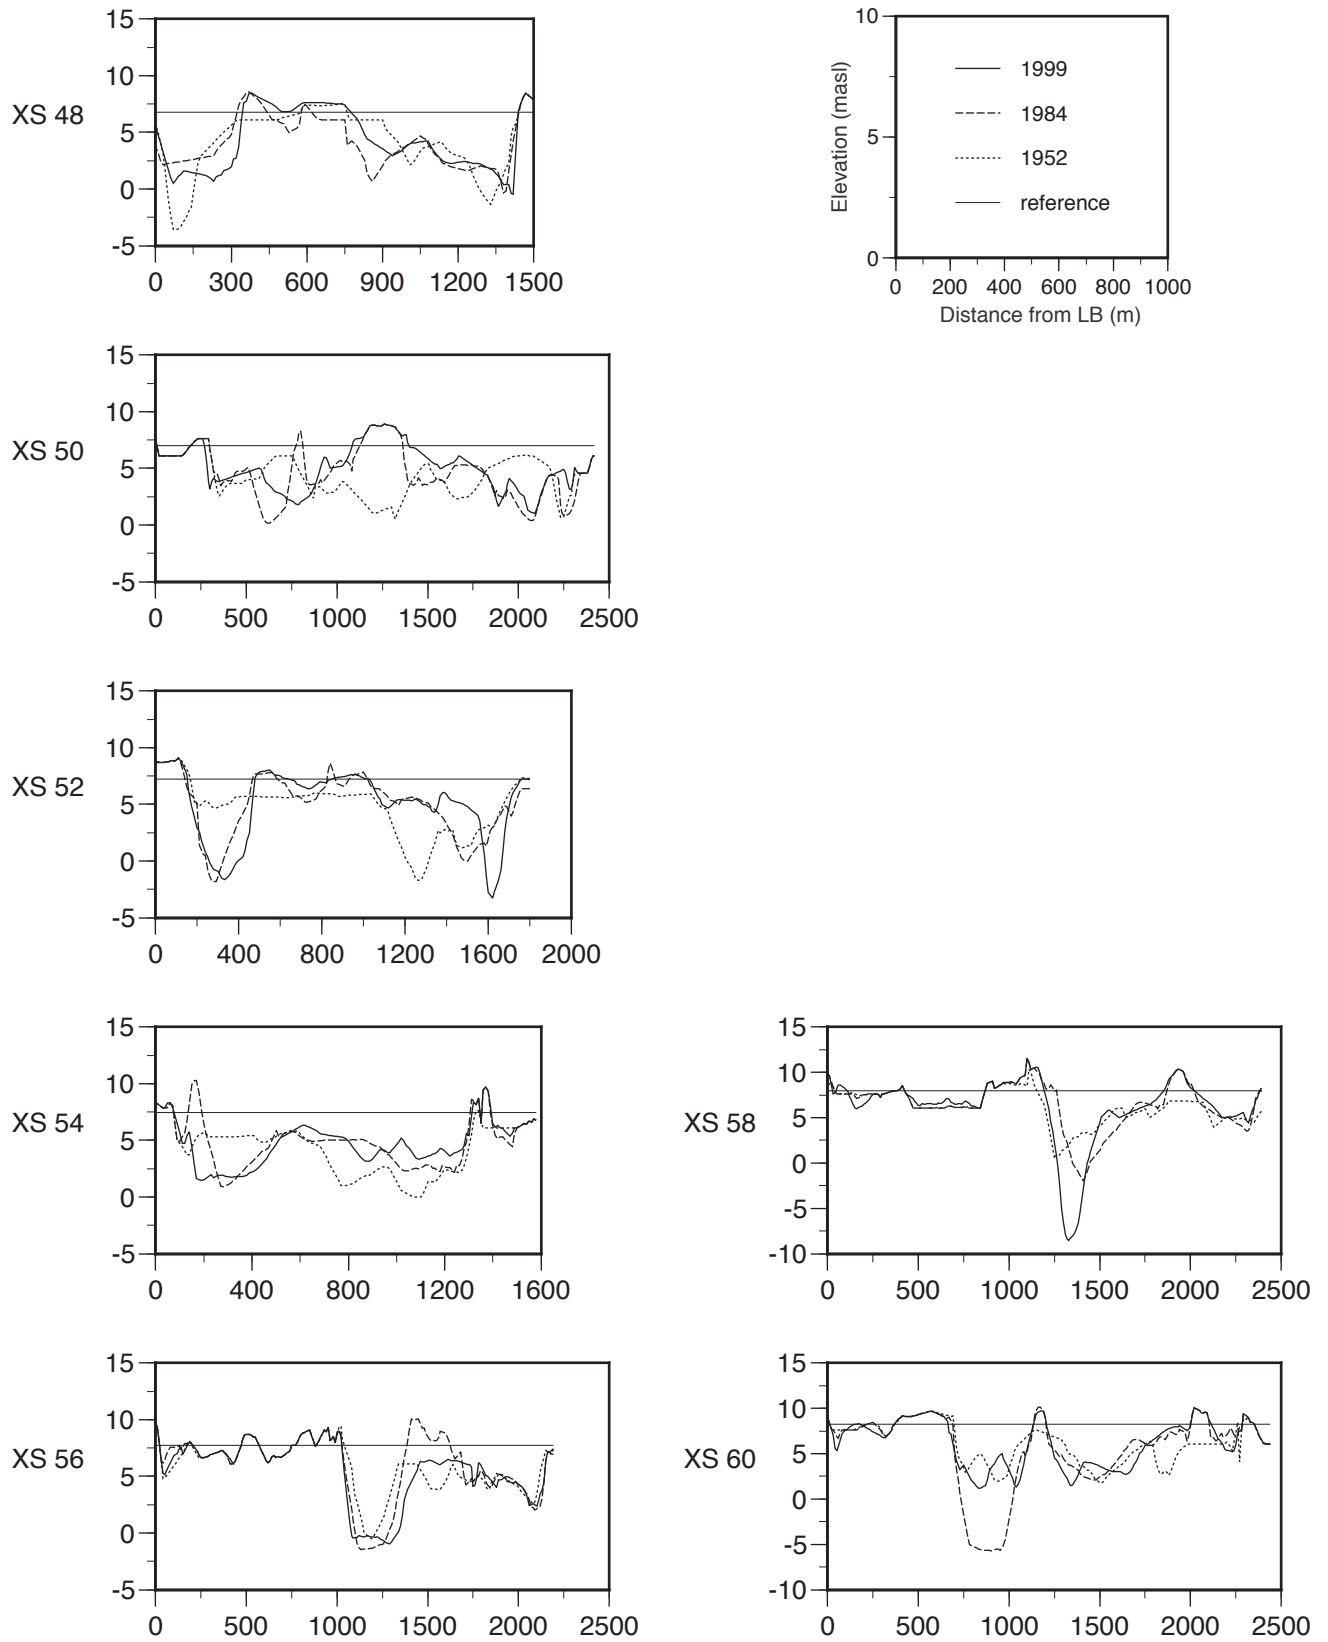 15
10
5
0
-5
XS 48
0 300 600 900 1200 1500
10
5
0
Elevation (masl)
1999
1984
1952
reference
0 200 400 600 800 1000
Distance from LB (m)
15
10
5
0
-5
XS 50
0 500 1000 1500 2000 2500
15
10
5
0
-5
XS 52
0 400 800 1200 1600 2000
15
10
5
0
-5
XS 54
0 400 800 1200 1600
15
10
5
0
-5
-10
XS 58
0 500 1000 1500 2000 2500
15
10
5
0
-5
XS 56
0 500 1000 1500 2000 2500
15
10
5
0
-5
-10
XS 60
0 500 1000 1500 2000 2500